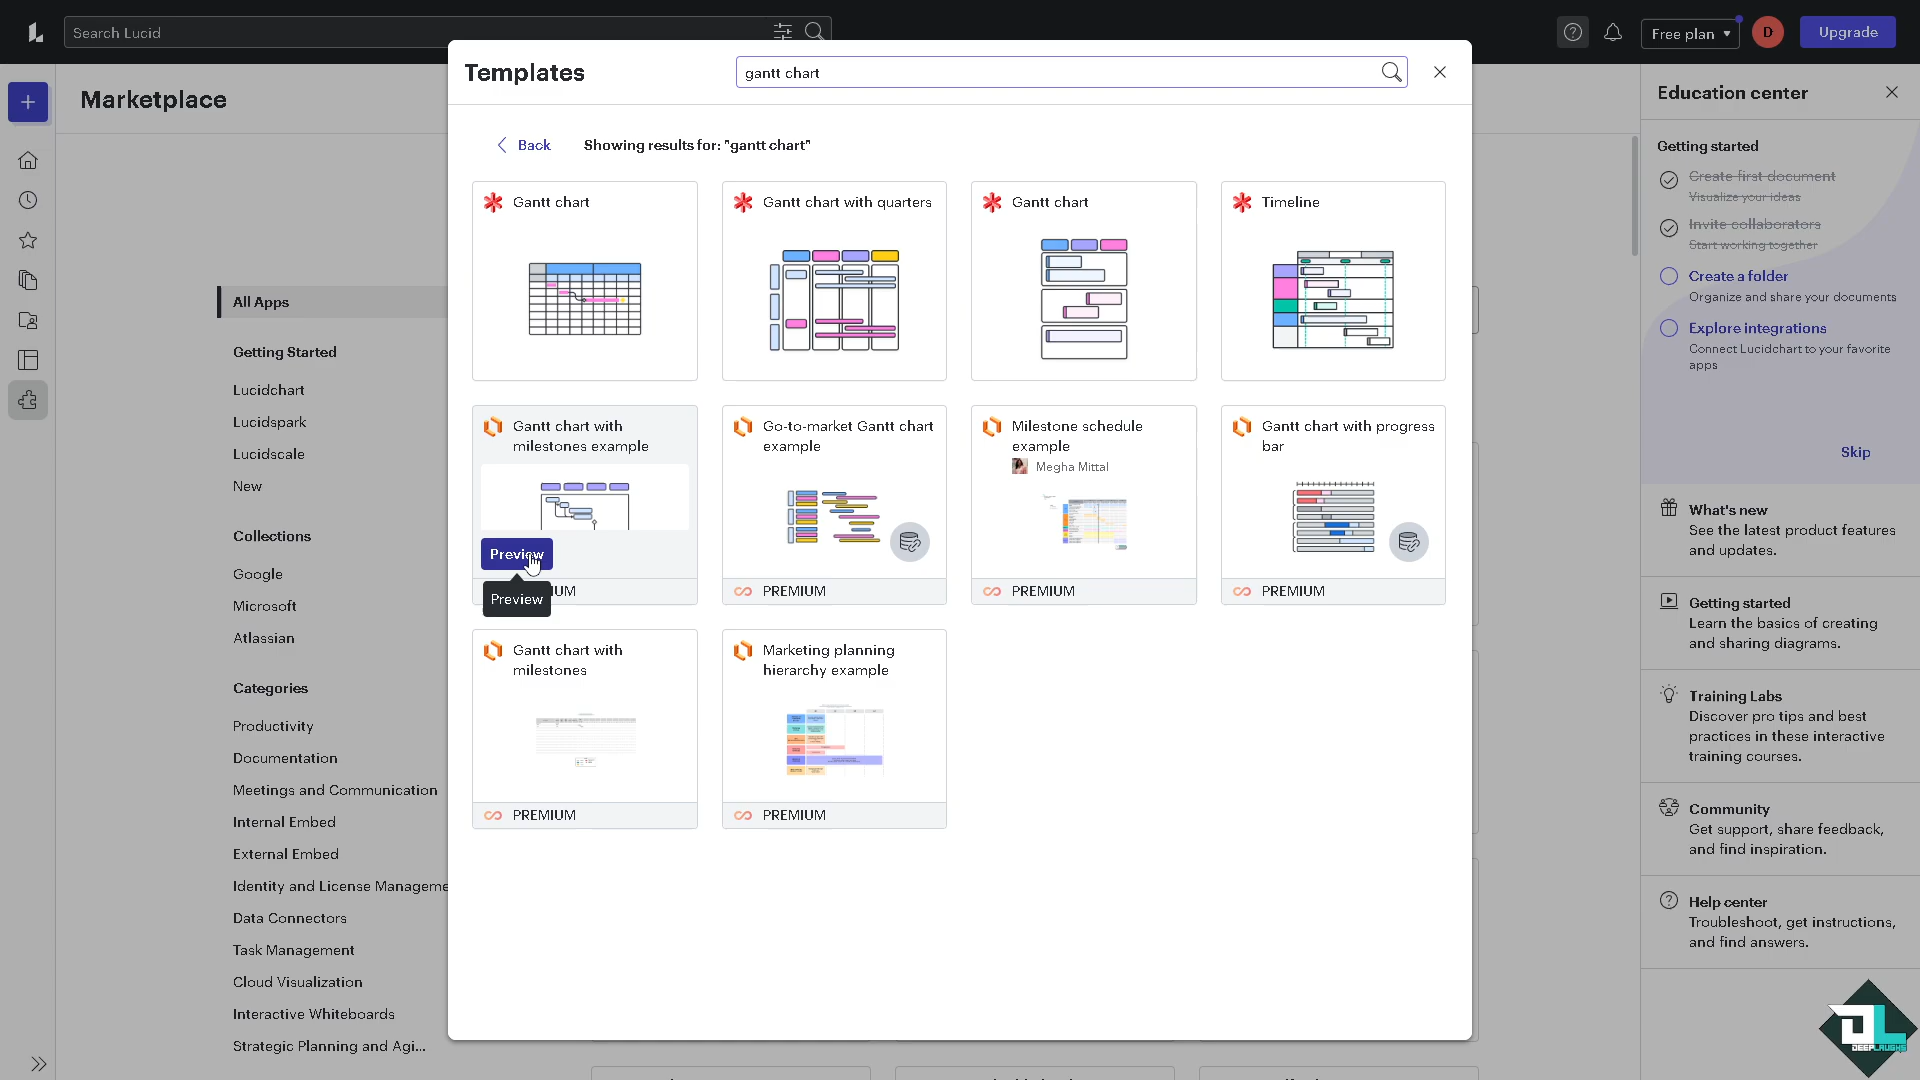 Search Lucid
Free plan
D
Upgrade
Templates
gantt chart
Marketplace
Education center
Back
Showing results for: "gantt chart"
Getting started
Create first document
Visualize your ideas
Invite collaborators
Start working together
Create a folder
Organize and share your documents
Explore integrations
Connect Lucidchart to your favorite
apps
Skip
Gantt chart
Gantt chart with quarters
Gantt chart
Timeline
All Apps
Getting Started
Lucidchart
Lucidspark
Lucidscale
New
Collections
Google
Microsoft
Atlassian
Categories
Productivity
Documentation
Meetings and Communication
Internal Embed
External Embed
Identity and License Manageme
Data Connectors
Task Management
Cloud Visualization
Interactive Whiteboards
Strategic Planning and Agi...
Gantt chart with
milestones example
Preview
Preview
IUM
Go-to-market Gantt chart
example
PREMIUM
Milestone schedule
example
Megha Mittal
PREMIUM
Gantt chart with progress
bar
PREMIUM
Gantt chart with
milestones
PREMIUM
Marketing planning
hierarchy example
PREMIUM
What's new
See the latest product features
and updates.
Getting started
Learn the basics of creating
and sharing diagrams.
Training Labs
Discover pro tips and best
practices in these interactive
training courses.
Community
Get support, share feedback,
and find inspiration.
Help center
Troubleshoot, get instructions,
and find answers.
DEEPLAUGHS